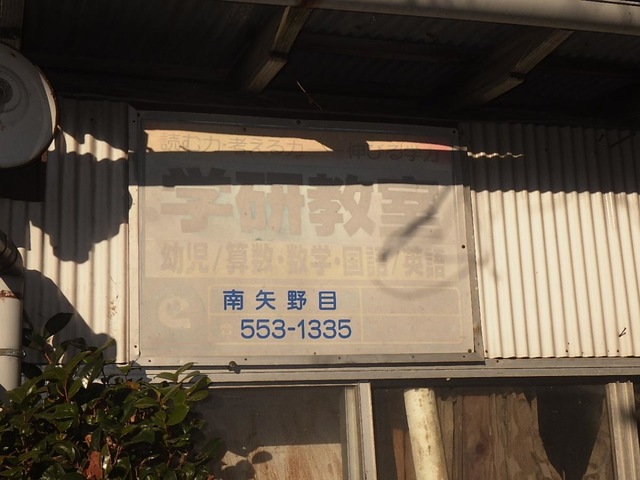 読む力・考える力 伸びる学力
学研教室
幼児/算数・数学・国語/英語
南矢野目
553-1335